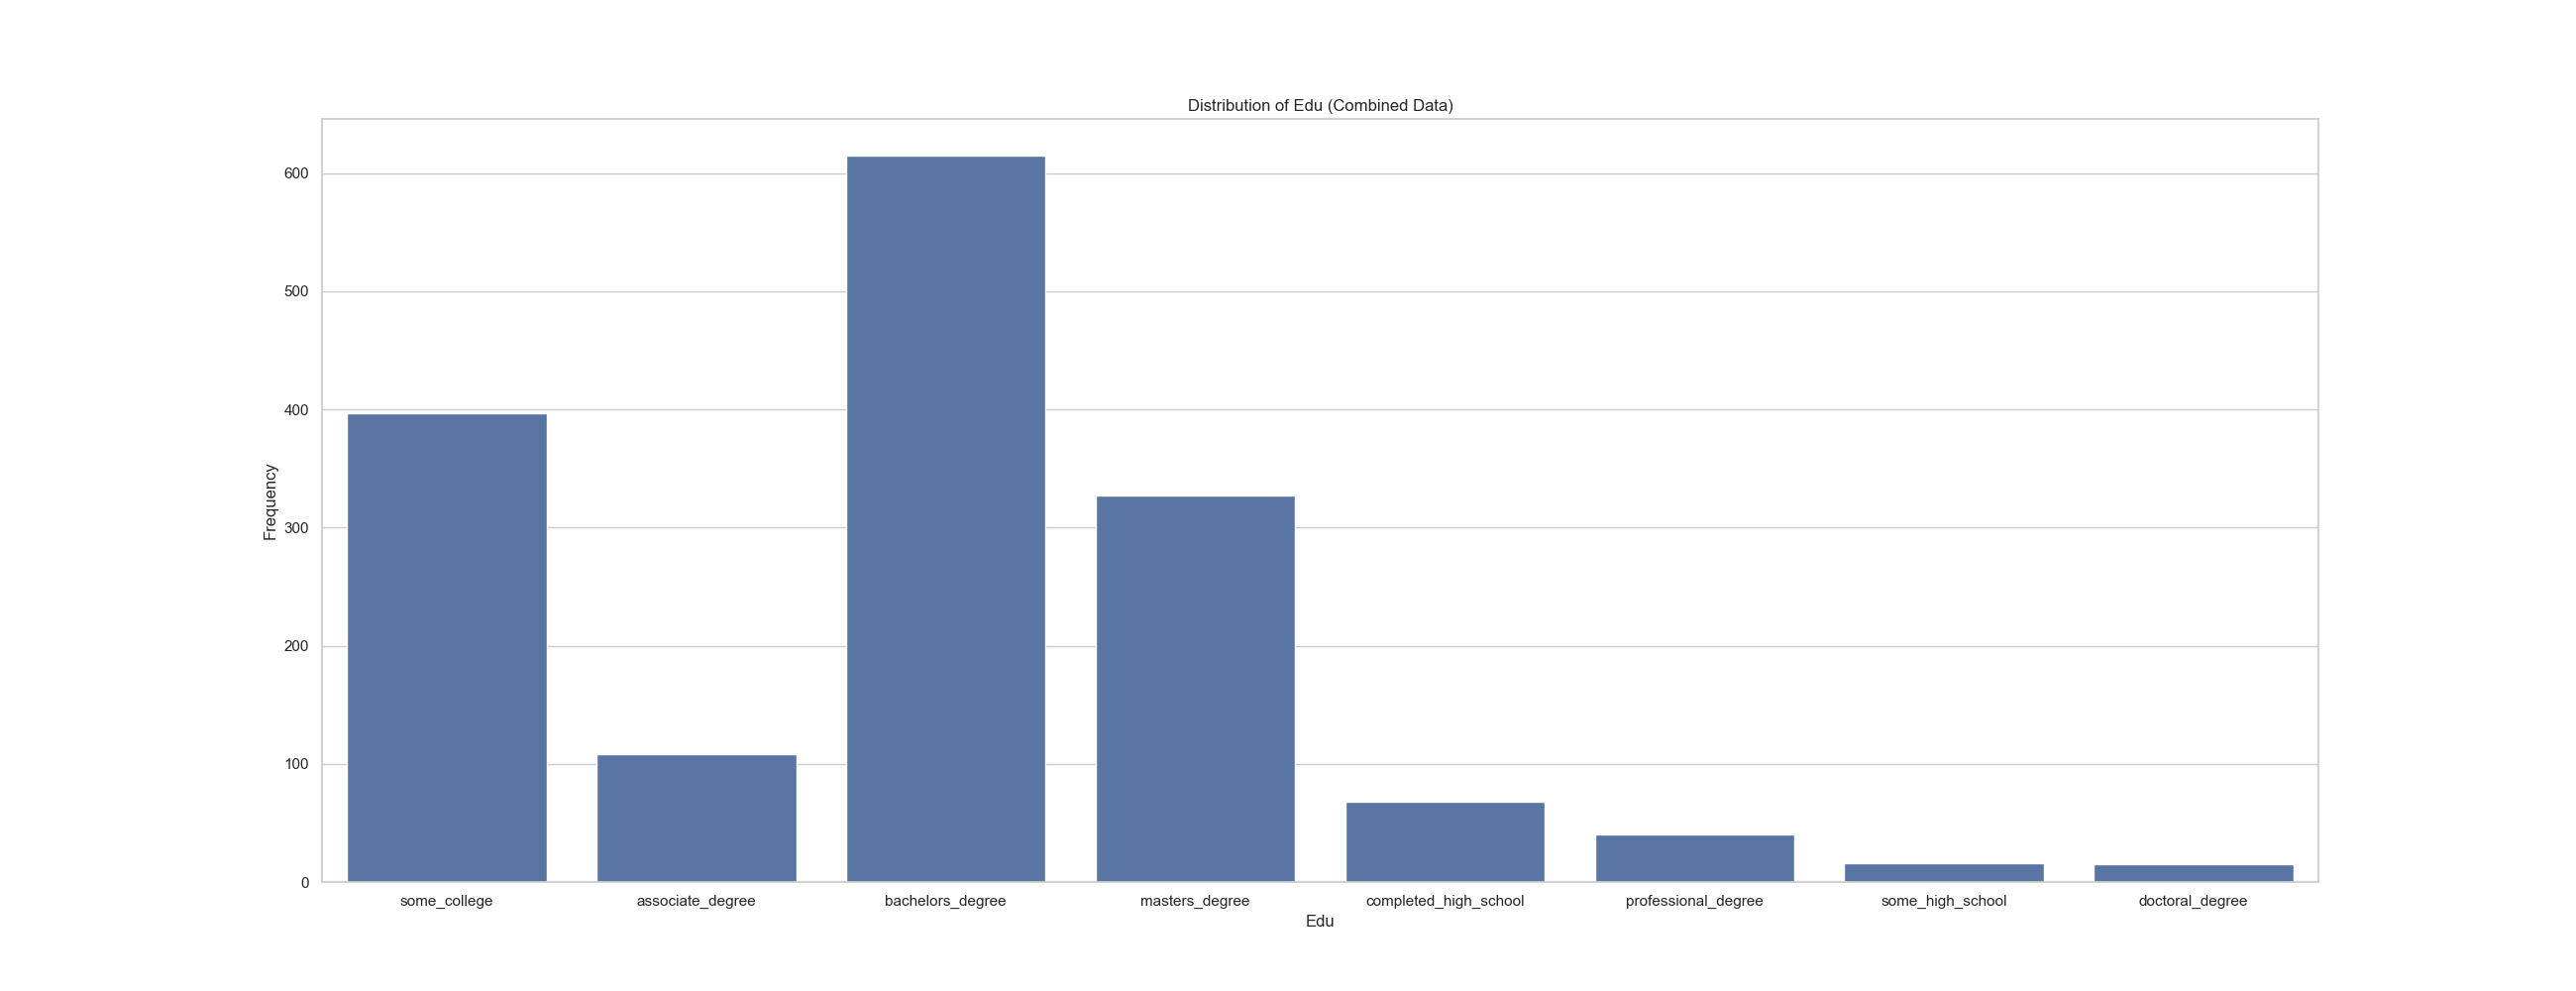 Distribution of Edu (Combined Data)
600
500
400
300
200
100
0
Frequency
some_college
associate_degree
bachelors_degree
masters_degree
completed_high_school
professional_degree
some_high_school
doctoral_degree
Edu